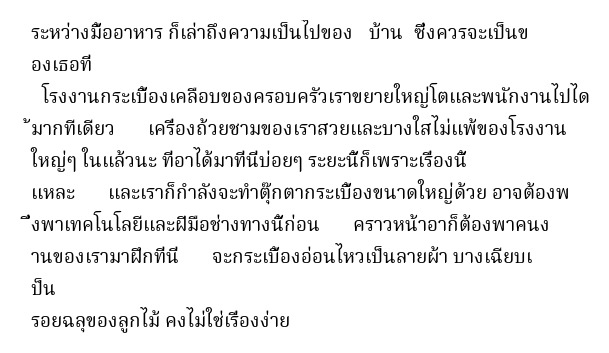 ระหว่างมื้ออาหาร ก็เล่าถึงความเป็นไปของ บ้าน ซึ่งควรจะเป็นข
องเธอที่
โรงงานกระเบื้องเคลือบของครอบครัวเราขยายใหญ่โตและพนักงานไปได
้มากทีเดียว เครื่องถ้วยชามของเราสวยและบางใสไม่แพ้ของโรงงาน
ใหญ่ๆ ในแล้วนะ ที่อาได้มาที่นี่บ่อยๆ ระยะนี้ก็เพราะเรื่องนี้
แหละ และเราก็กำลังจะทำตุ๊กตากระเบื้องขนาดใหญ่ด้วย อาจต้องพ
ึ่งพาเทคโนโลยีและฝีมือช่างทางนี้ก่อน คราวหน้าอาก็ต้องพาคนง
านของเรามาฝึกที่นี่ จะกระเบื้องอ่อนไหวเป็นลายผ้า บางเฉียบเ
ป็น
รอยฉลุของลูกไม้ คงไม่ใช่เรื่องง่าย